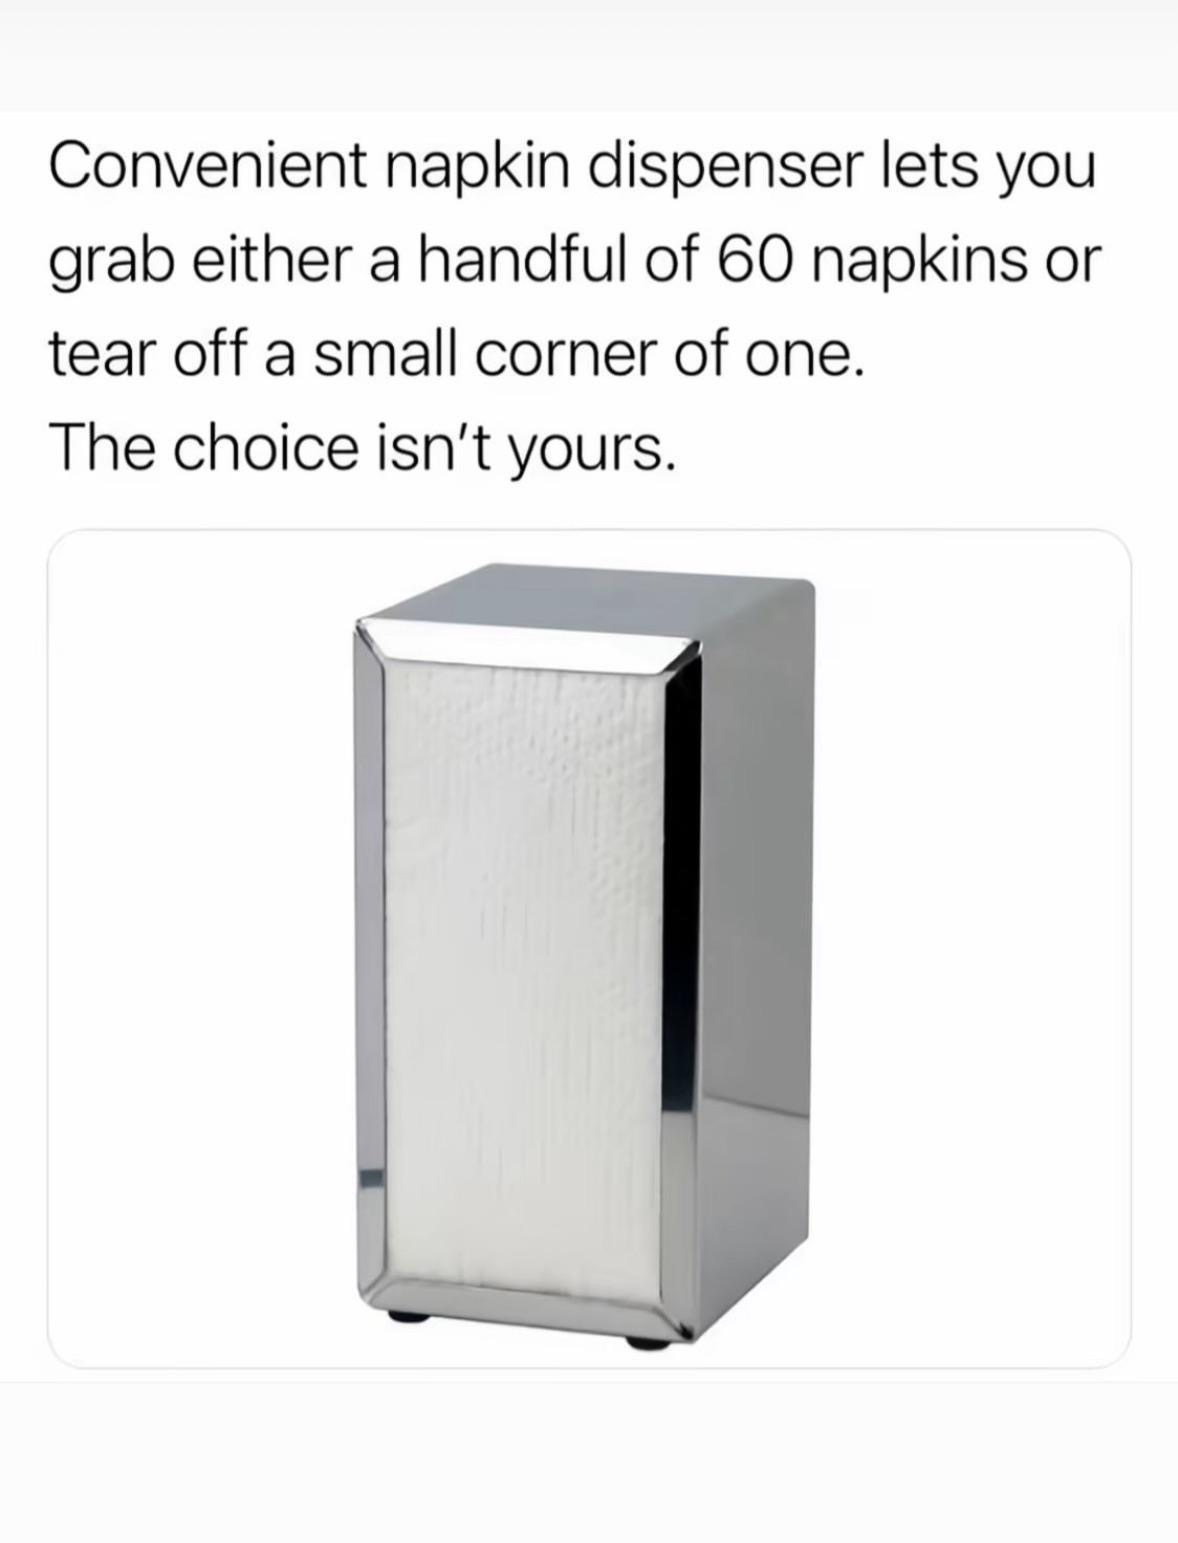 Convenient napkin dispenser lets you
grab either a handful of 60 napkins or
tear off a small corner of one.
The choice isn't yours.